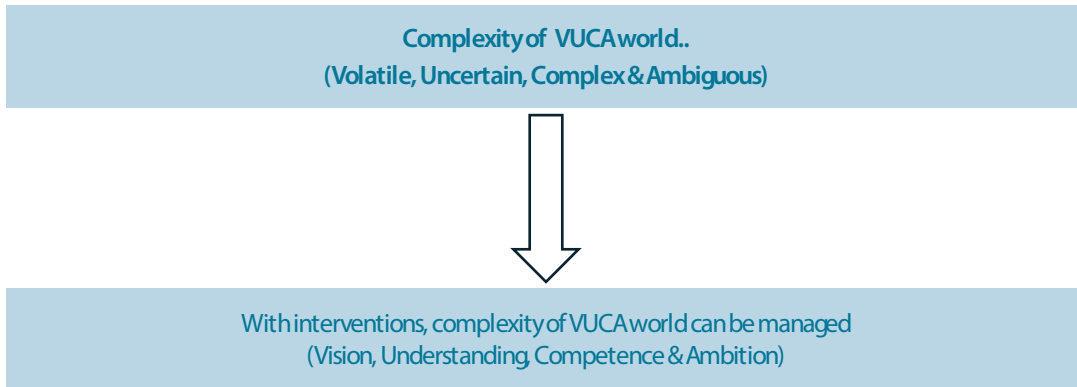 Complexity of VUCA world..
(Volatile, Uncertain, Complex & Ambiguous)
With interventions, complexity of VUCA world can be managed
(Vision, Understanding, Competence & Ambition)